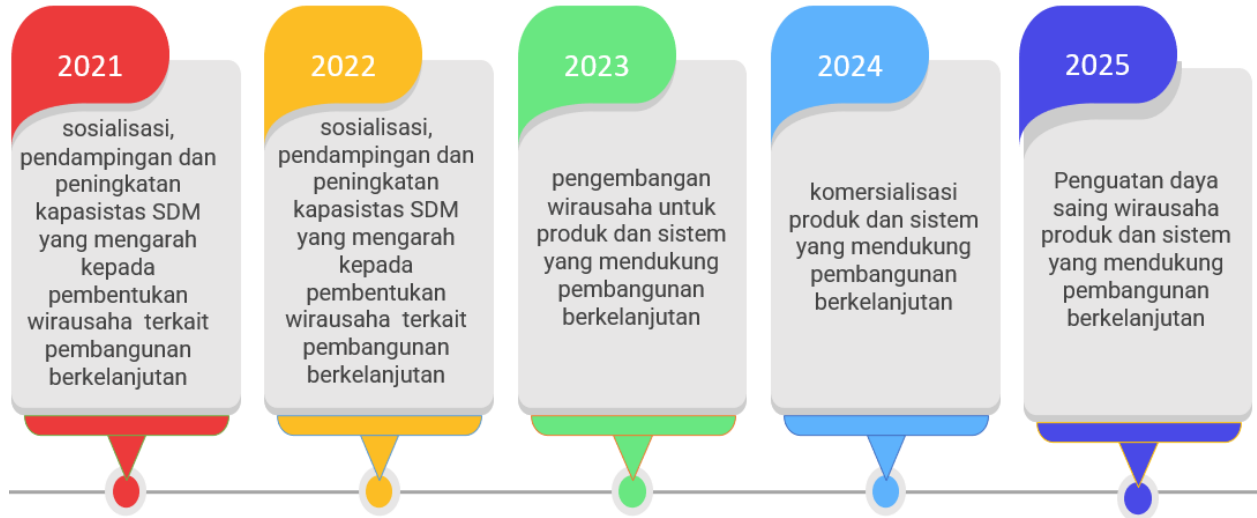 2021
sosialisasi,
pendampingan dan
peningkatan
kapasistas SDM
yang mengarah
kepada
pembentukan
wirausaha  terkait
pembangunan
berkelanjutan
2022
sosialisasi,
pendampingan dan
peningkatan
kapasistas SDM
yang mengarah
kepada
pembentukan
wirausaha  terkait
pembangunan
berkelanjutan
2023
pengembangan
wirausaha untuk
produk dan sistem
yang mendukung
pembangunan
berkelanjutan
2024
komersialisasi
produk dan sistem
yang mendukung
pembangunan
berkelanjutan
2025
Penguatan daya
saing wirausaha
produk dan sistem
yang mendukung
pembangunan
berkelanjutan